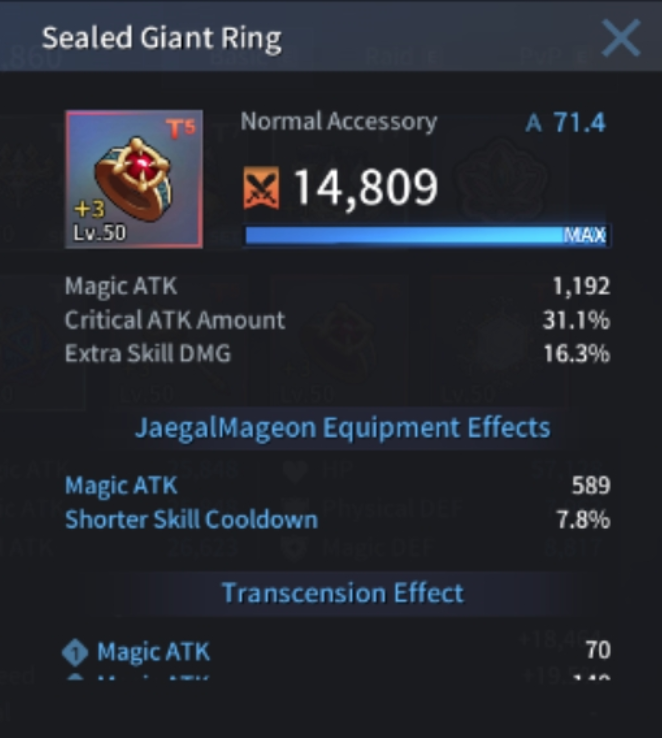 Sealed Giant Ring
T5
+3
Lv.50
Normal Accessory A 71.4
14,809
MAX
Magic ATK 1,192
Critical ATK Amount 31.1%
Extra Skill DMG 16.3%
JaegalMageon Equipment Effects
Magic ATK 589
Shorter Skill Cooldown 7.8%
Transcension Effect
1 Magic ATK 70